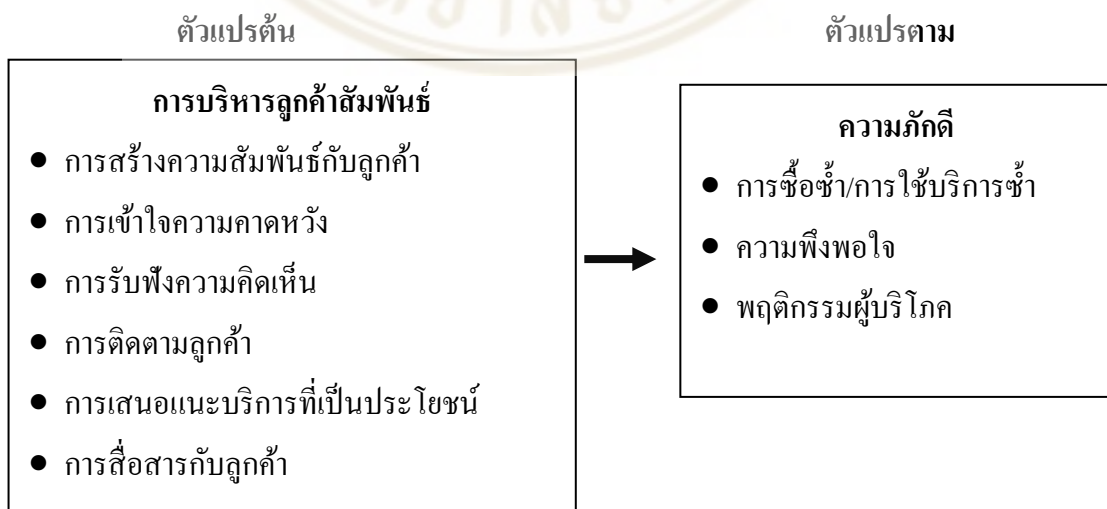 ตัวแปรต้น
ตัวแปรตาม
การบริหารลูกค้าสัมพันธ์
● การสร้างความสัมพันธ์กับลูกค้า
● การเข้าใจความคาดหวัง
● การรับฟังความคิดเห็น
● การติดตามลูกค้า
● การเสนอแนะบริการที่เป็นประโยชน์
● การสื่อสารกับลูกค้า
ความภักดี
● การซื้อซ้ำ/การใช้บริการซ้ำ
● ความพึงพอใจ
● พฤติกรรมผู้บริโภค